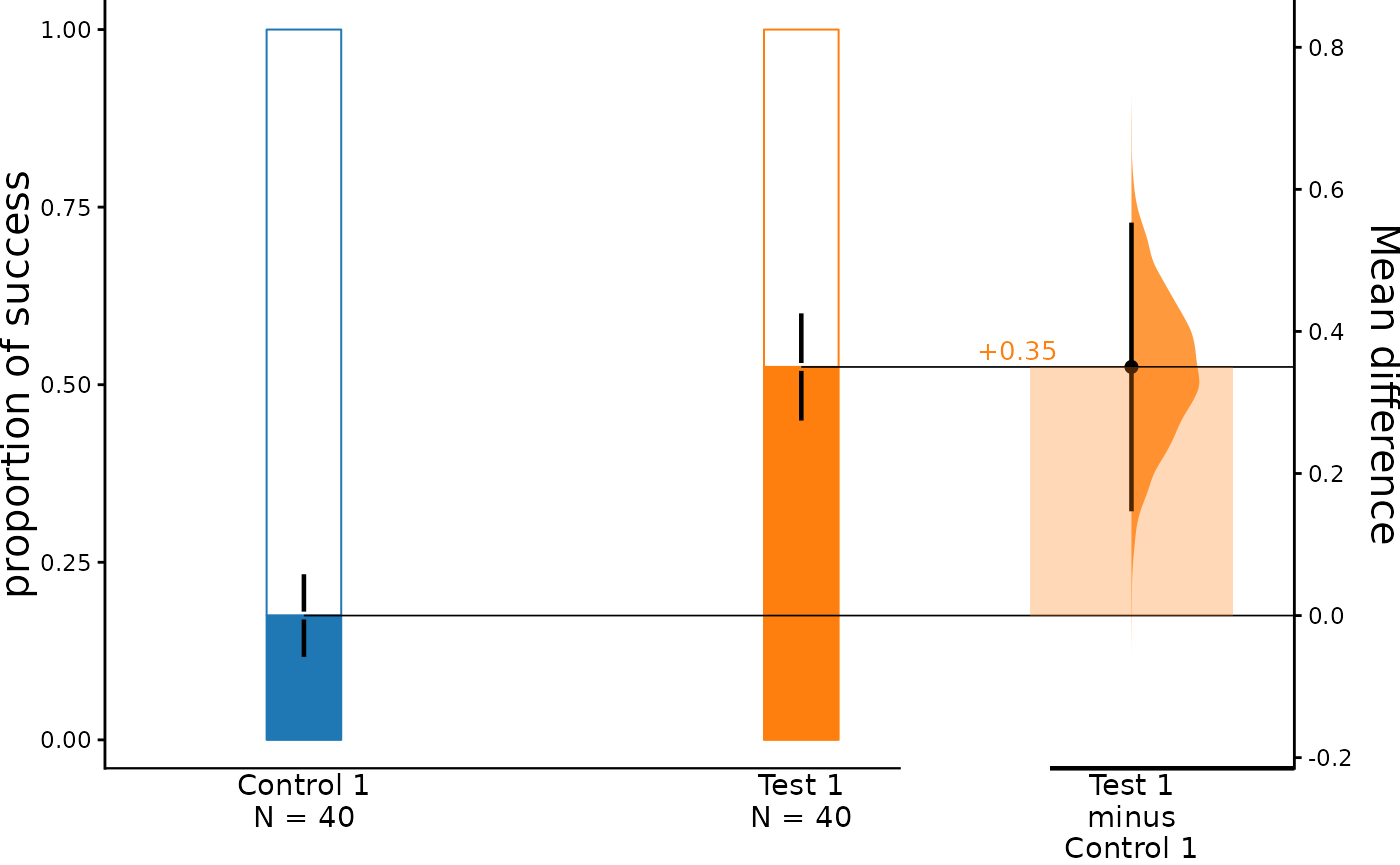 proportion of success
1.00
0.75
0.50
0.25
0.00
Control 1
N = 40
Test 1
N = 40
+0.35
Test 1
minus
Control 1
0.8
0.6
0.4
0.2
0.0
-0.2
Mean difference